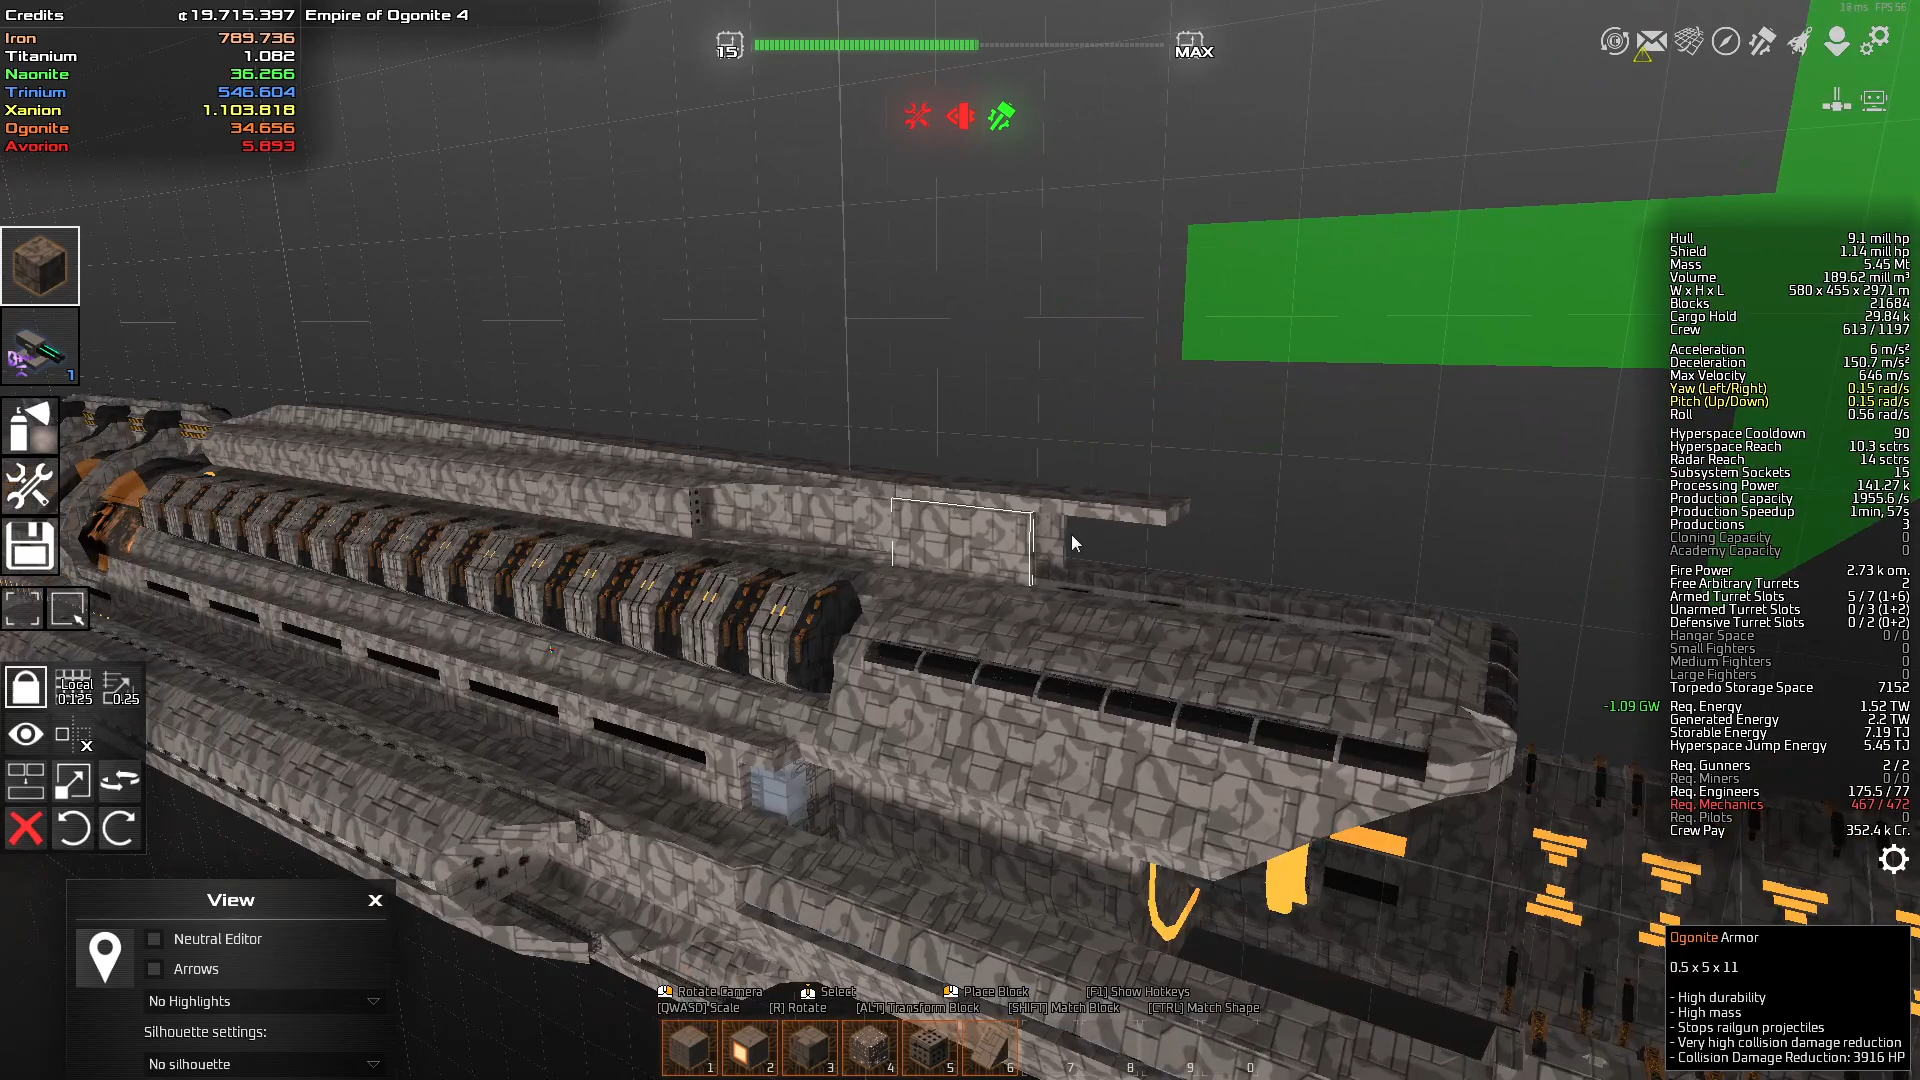 Credits ¢19.715.397 Empire of Ogonite 4
Iron 789.736
Titanium 1.082
Naonite 36.266
Trinium 546.604
Xanion 1.103.818
Ogonite 34.656
Avorion 5.893
15
MAX
18 ms FPS 56
1
Hull 9.1 mill hp
Shield 1.14 mill hp
Mass 5.45 Mt
Volume 189.62 mill m³
W x H x L 580 x 455 x 2971 m
Blocks 21684
Cargo Hold 29.84 k
Crew 613 / 1197
Acceleration 6 m/s²
Deceleration 150.7 m/s²
Max Velocity 646 m/s
Yaw (Left/Right) 0.15 rad/s
Pitch (Up/Down) 0.15 rad/s
Roll 0.56 rad/s
Hyperspace Cooldown 90
Hyperspace Reach 10.3 sctrs
Radar Reach 14 sctrs
Subsystem Sockets 15
Processing Power 141.27 k
Production Capacity 1955.6 /s
Production Speedup 1min, 57s
Productions 3
Cloning Capacity 0
Academy Capacity 0
Fire Power 2.73 k om.
Free Arbitrary Turrets 2
Armed Turret Slots 5 / 7 (1+6)
Unarmed Turret Slots 0 / 3 (1+2)
Defensive Turret Slots 0 / 2 (0+2)
Hangar Space 0 / 0
Small Fighters 0
Medium Fighters 0
Large Fighters 0
Torpedo Storage Space 7152
-1.09 GW Req. Energy 1.52 TW
Generated Energy 2.2 TW
Storable Energy 7.19 TJ
Hyperspace Jump Energy 5.45 TJ
Req. Gunners 2 / 2
Req. Miners 0 / 0
Req. Engineers 175.5 / 77
Req. Mechanics 467 / 472
Req. Pilots 0
Crew Pay 352.4 k Cr.
Local
0.125
0.25
X
View X
Neutral Editor
Arrows
No Highlights
Silhouette settings:
No silhouette
Rotate Camera Select Place Block [F1] Show Hotkeys
[QWASD] Scale [R] Rotate [ALT] Transform Block [SHIFT] Match Block [CTRL] Match Shape
1 2 3 4 5 6 7 8 9 0
Ogonite Armor
0.5 x 5 x 11
- High durability
- High mass
- Stops railgun projectiles
- Very high collision damage reduction
- Collision Damage Reduction: 3916 HP